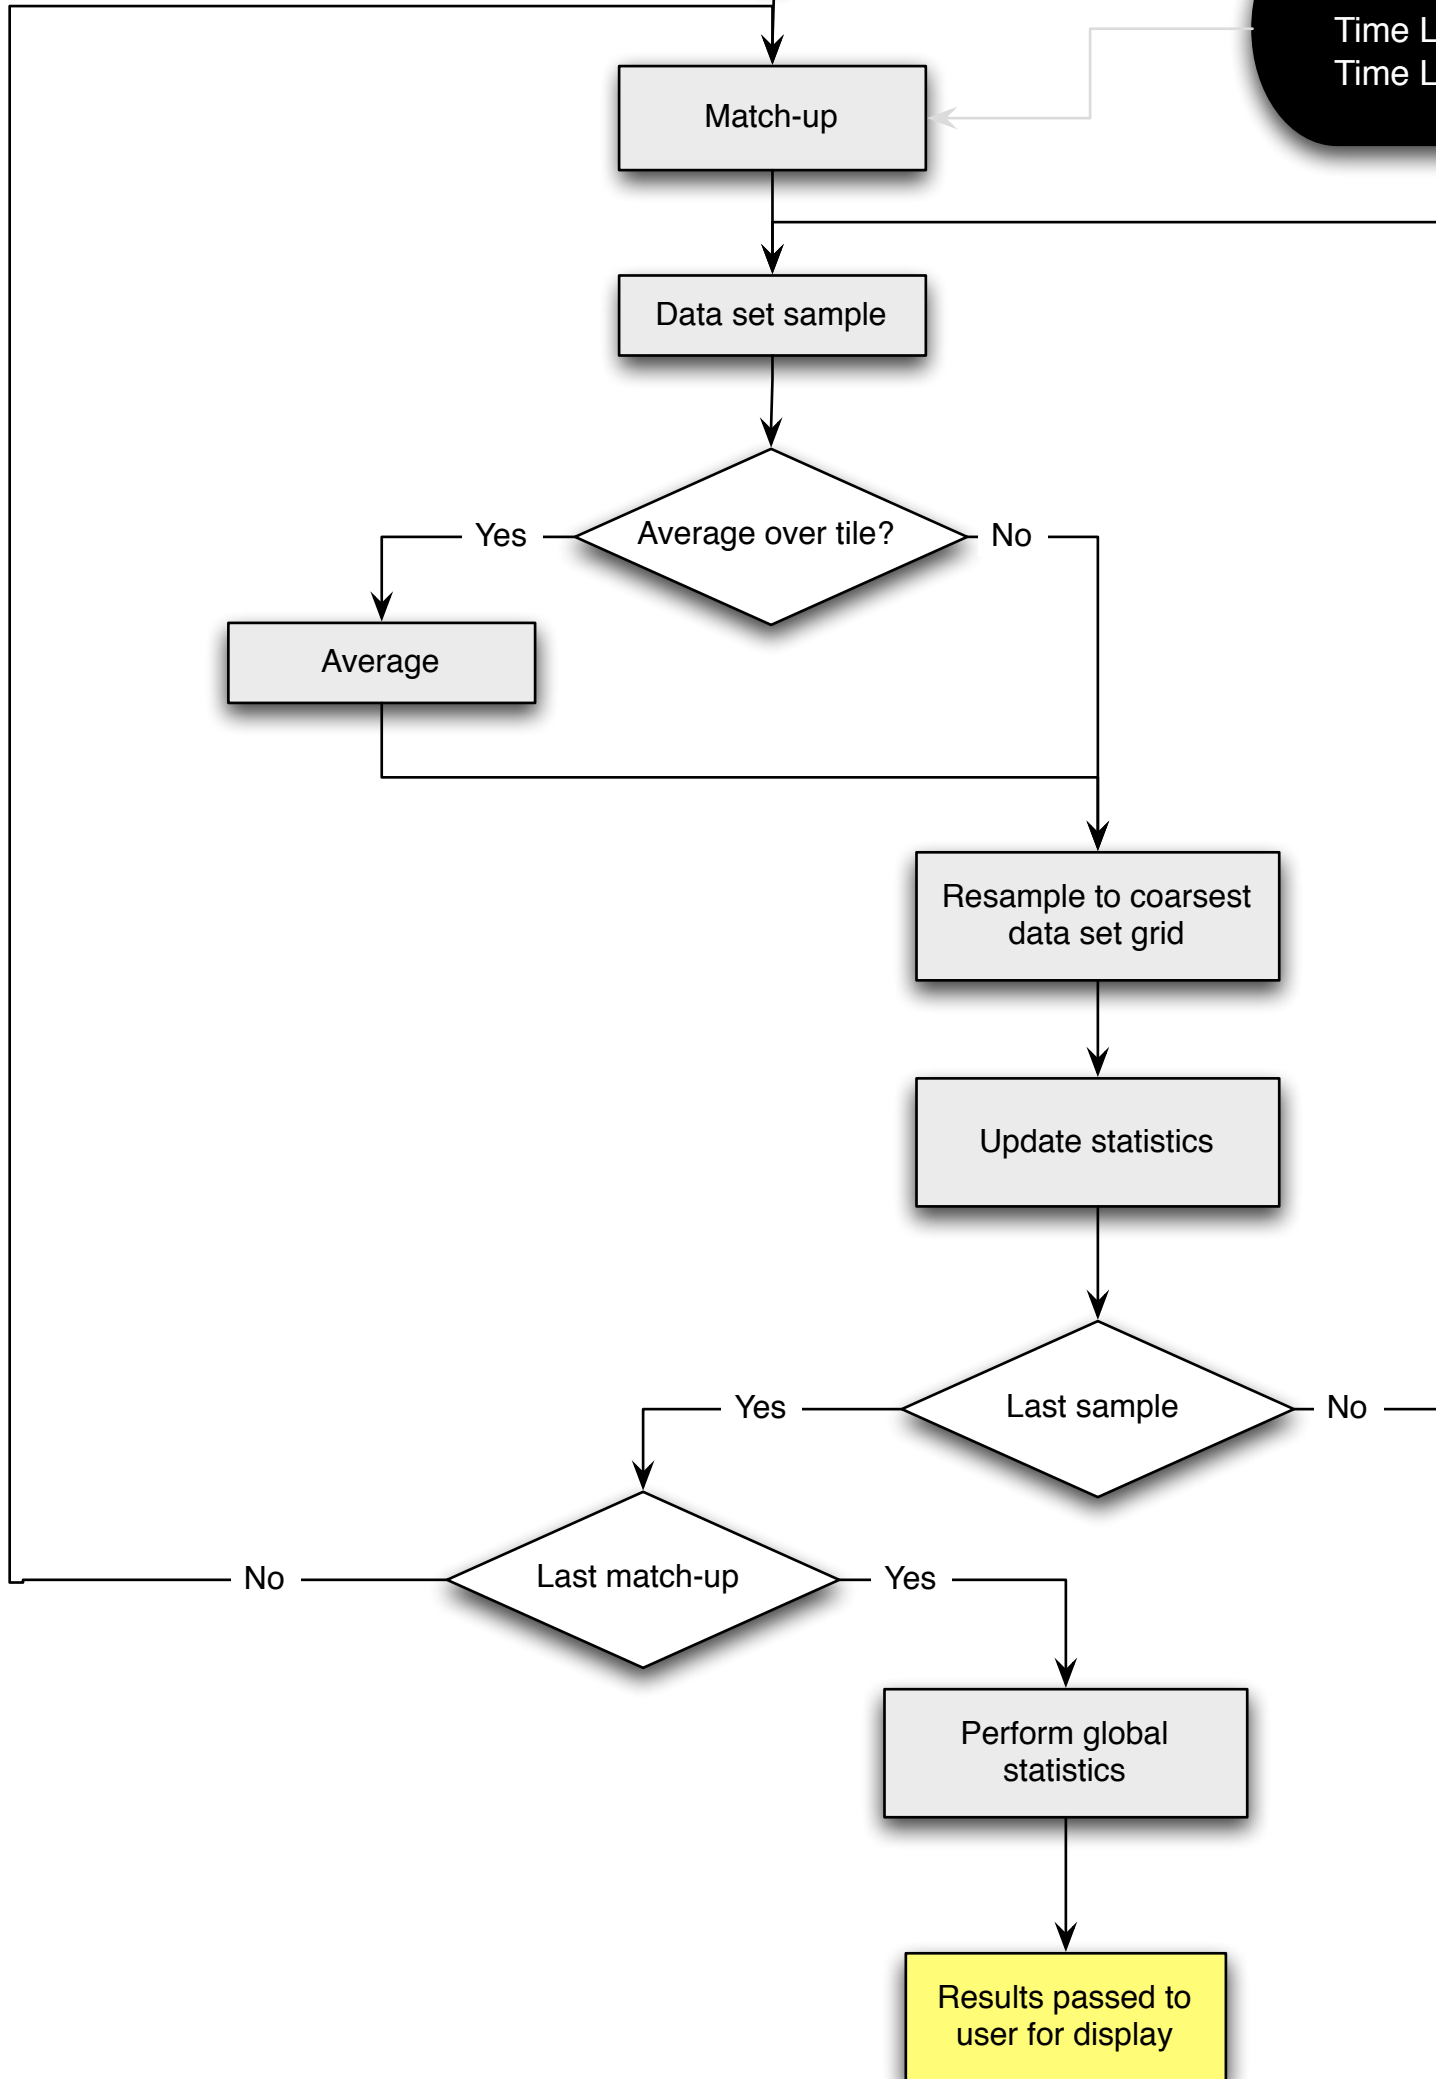 Time L
Time L
Match-up
Data set sample
Average over tile?
Yes
No
Average
Resample to coarsest
data set grid
Update statistics
Last sample
Yes
No
Last match-up
No
Yes
Perform global
statistics
Results passed to
user for display